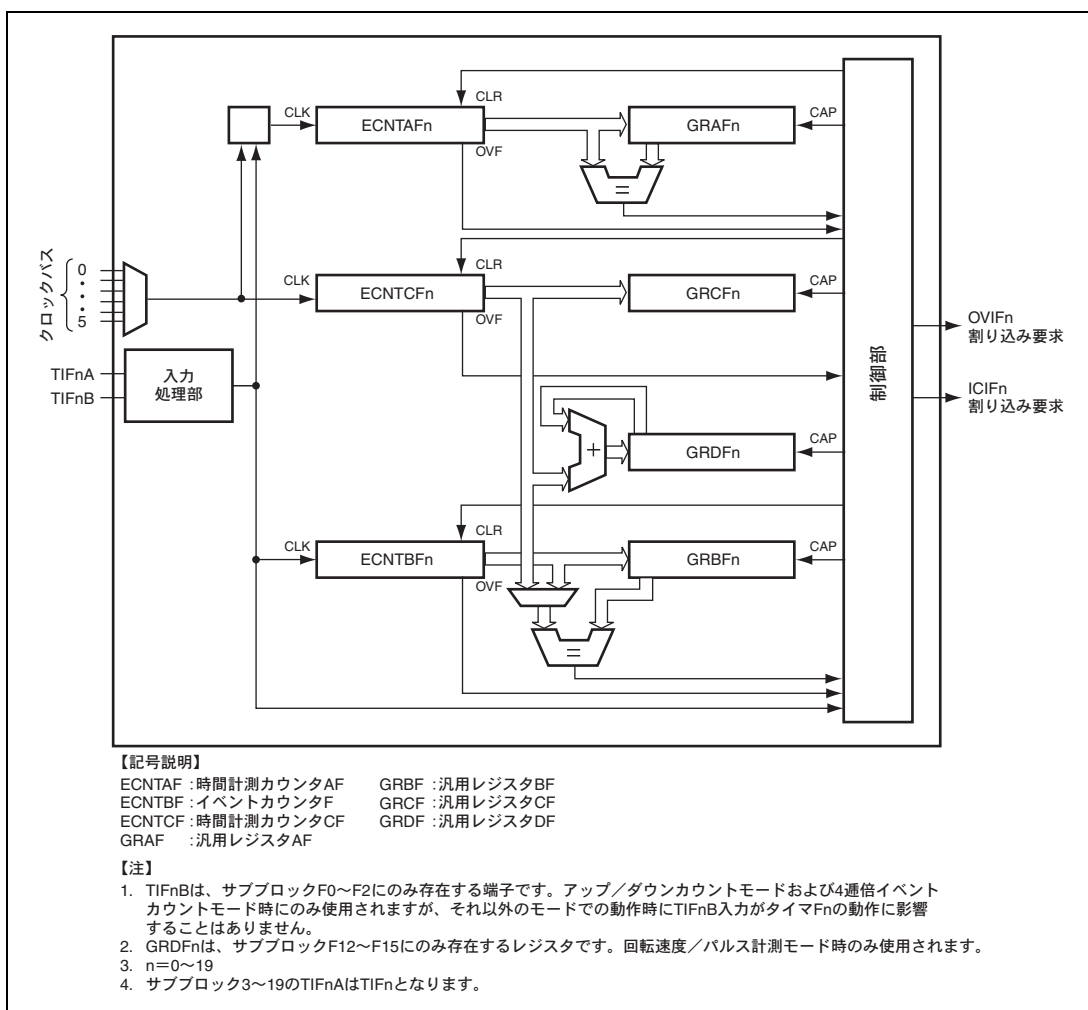 CLR
CLK
ECNTAFn
GRAFn
CAP
OVF
=
クロックバス
0
5
CLR
CLK
ECNTCFn
GRCFn
CAP
OVF
TIFnA
TIFnB
入力
処理部
制御部
OVIFn
割り込み要求
ICIFn
割り込み要求
+
GRDFn
CAP
CLR
CLK
ECNTBFn
GRBFn
CAP
OVF
=
【記号説明】
ECNTAF :時間計測カウンタAF GRBF :汎用レジスタBF
ECNTBF :イベントカウンタF GRCF :汎用レジスタCF
ECNTCF :時間計測カウンタCF GRDF :汎用レジスタDF
GRAF :汎用レジスタAF
【注】
1. TIFnBは、サブブロックF0～F2にのみ存在する端子です。アップ／ダウンカウントモードおよび4逓倍イベント
カウントモード時にのみ使用されますが、それ以外のモードでの動作時にTIFnB入力がタイマFnの動作に影響
することはありません。
2. GRDFnは、サブブロックF12～F15にのみ存在するレジスタです。回転速度／パルス計測モード時のみ使用されます。
3. n＝0～19
4. サブブロック3～19のTIFnAはTIFnとなります。